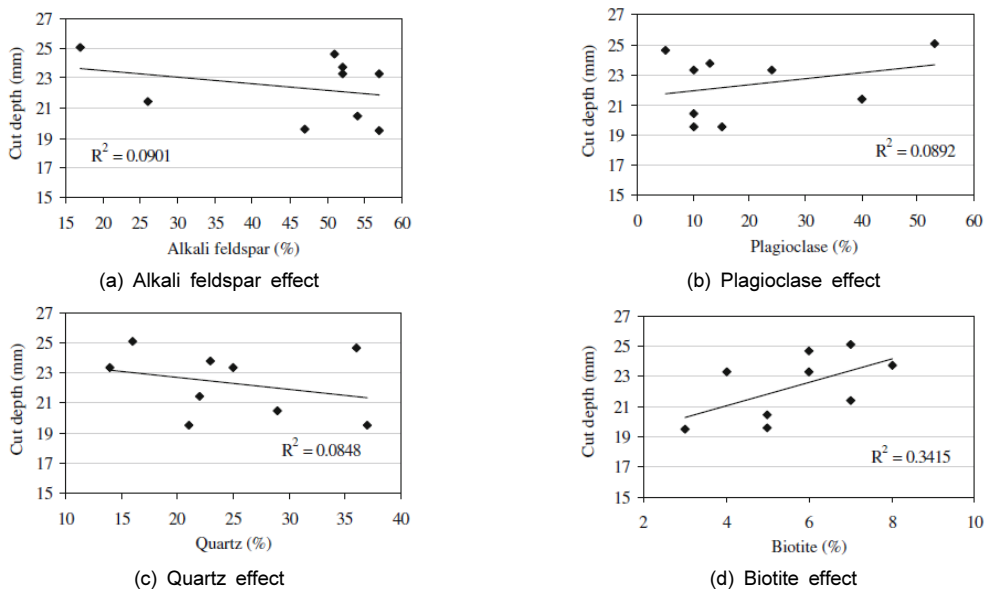 27
25
23
21
19
17
15
Cut depth (mm)
R² = 0.0901
15 20 25 30 35 40 45 50 55 60
Alkali feldspar (%)
(a) Alkali feldspar effect
27
25
23
21
19
17
15
Cut depth (mm)
R² = 0.0892
0 10 20 30 40 50 60
Plagioclase (%)
(b) Plagioclase effect
27
25
23
21
19
17
15
Cut depth (mm)
R² = 0.0848
10 15 20 25 30 35 40
Quartz (%)
(c) Quartz effect
27
25
23
21
19
17
15
Cut depth (mm)
R² = 0.3415
2 4 6 8 10
Biotite (%)
(d) Biotite effect